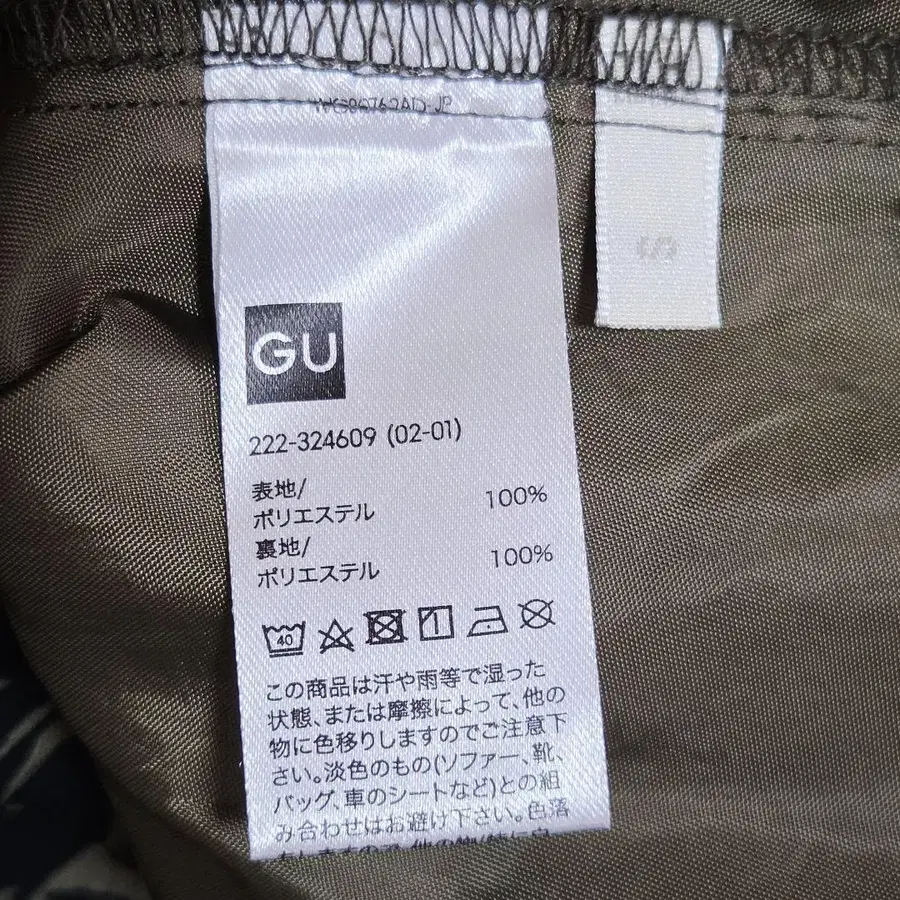 GU
S
222-324609 (02-01)
表地/
ポリエステル 100%
裏地/
ポリエステル 100%
40
この商品は汗や雨等で湿った
状態、または摩擦によって、他の
物に色移りしますのでご注意下
さい。淡色のもの(ソファー、靴、
バッグ、車のシートなど)との組
み合わせはお避け下さい。色落